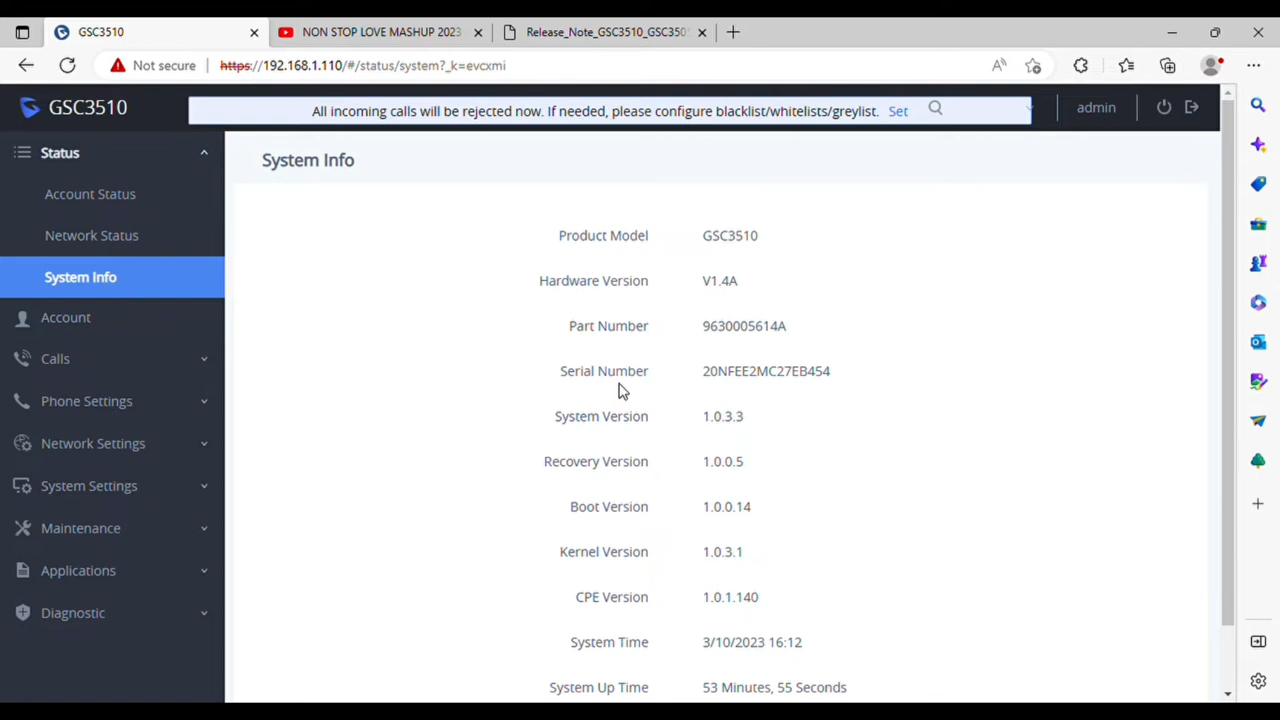 GSC3510
NON STOP LOVE MASHUP 2023
Release_Note_GSC3510_GSC350
Not secure
https://192.168.1.110/#/status/system?_k=evcxmi
GSC3510
All incoming calls will be rejected now. If needed, please configure blacklist/whitelists/greylist. Set
admin
Status
Account Status
Network Status
System Info
Account
Calls
Phone Settings
Network Settings
System Settings
Maintenance
Applications
Diagnostic
System Info
Product Model GSC3510
Hardware Version V1.4A
Part Number 9630005614A
Serial Number 20NFEE2MC27EB454
System Version 1.0.3.3
Recovery Version 1.0.0.5
Boot Version 1.0.0.14
Kernel Version 1.0.3.1
CPE Version 1.0.1.140
System Time 3/10/2023 16:12
System Up Time 53 Minutes, 55 Seconds